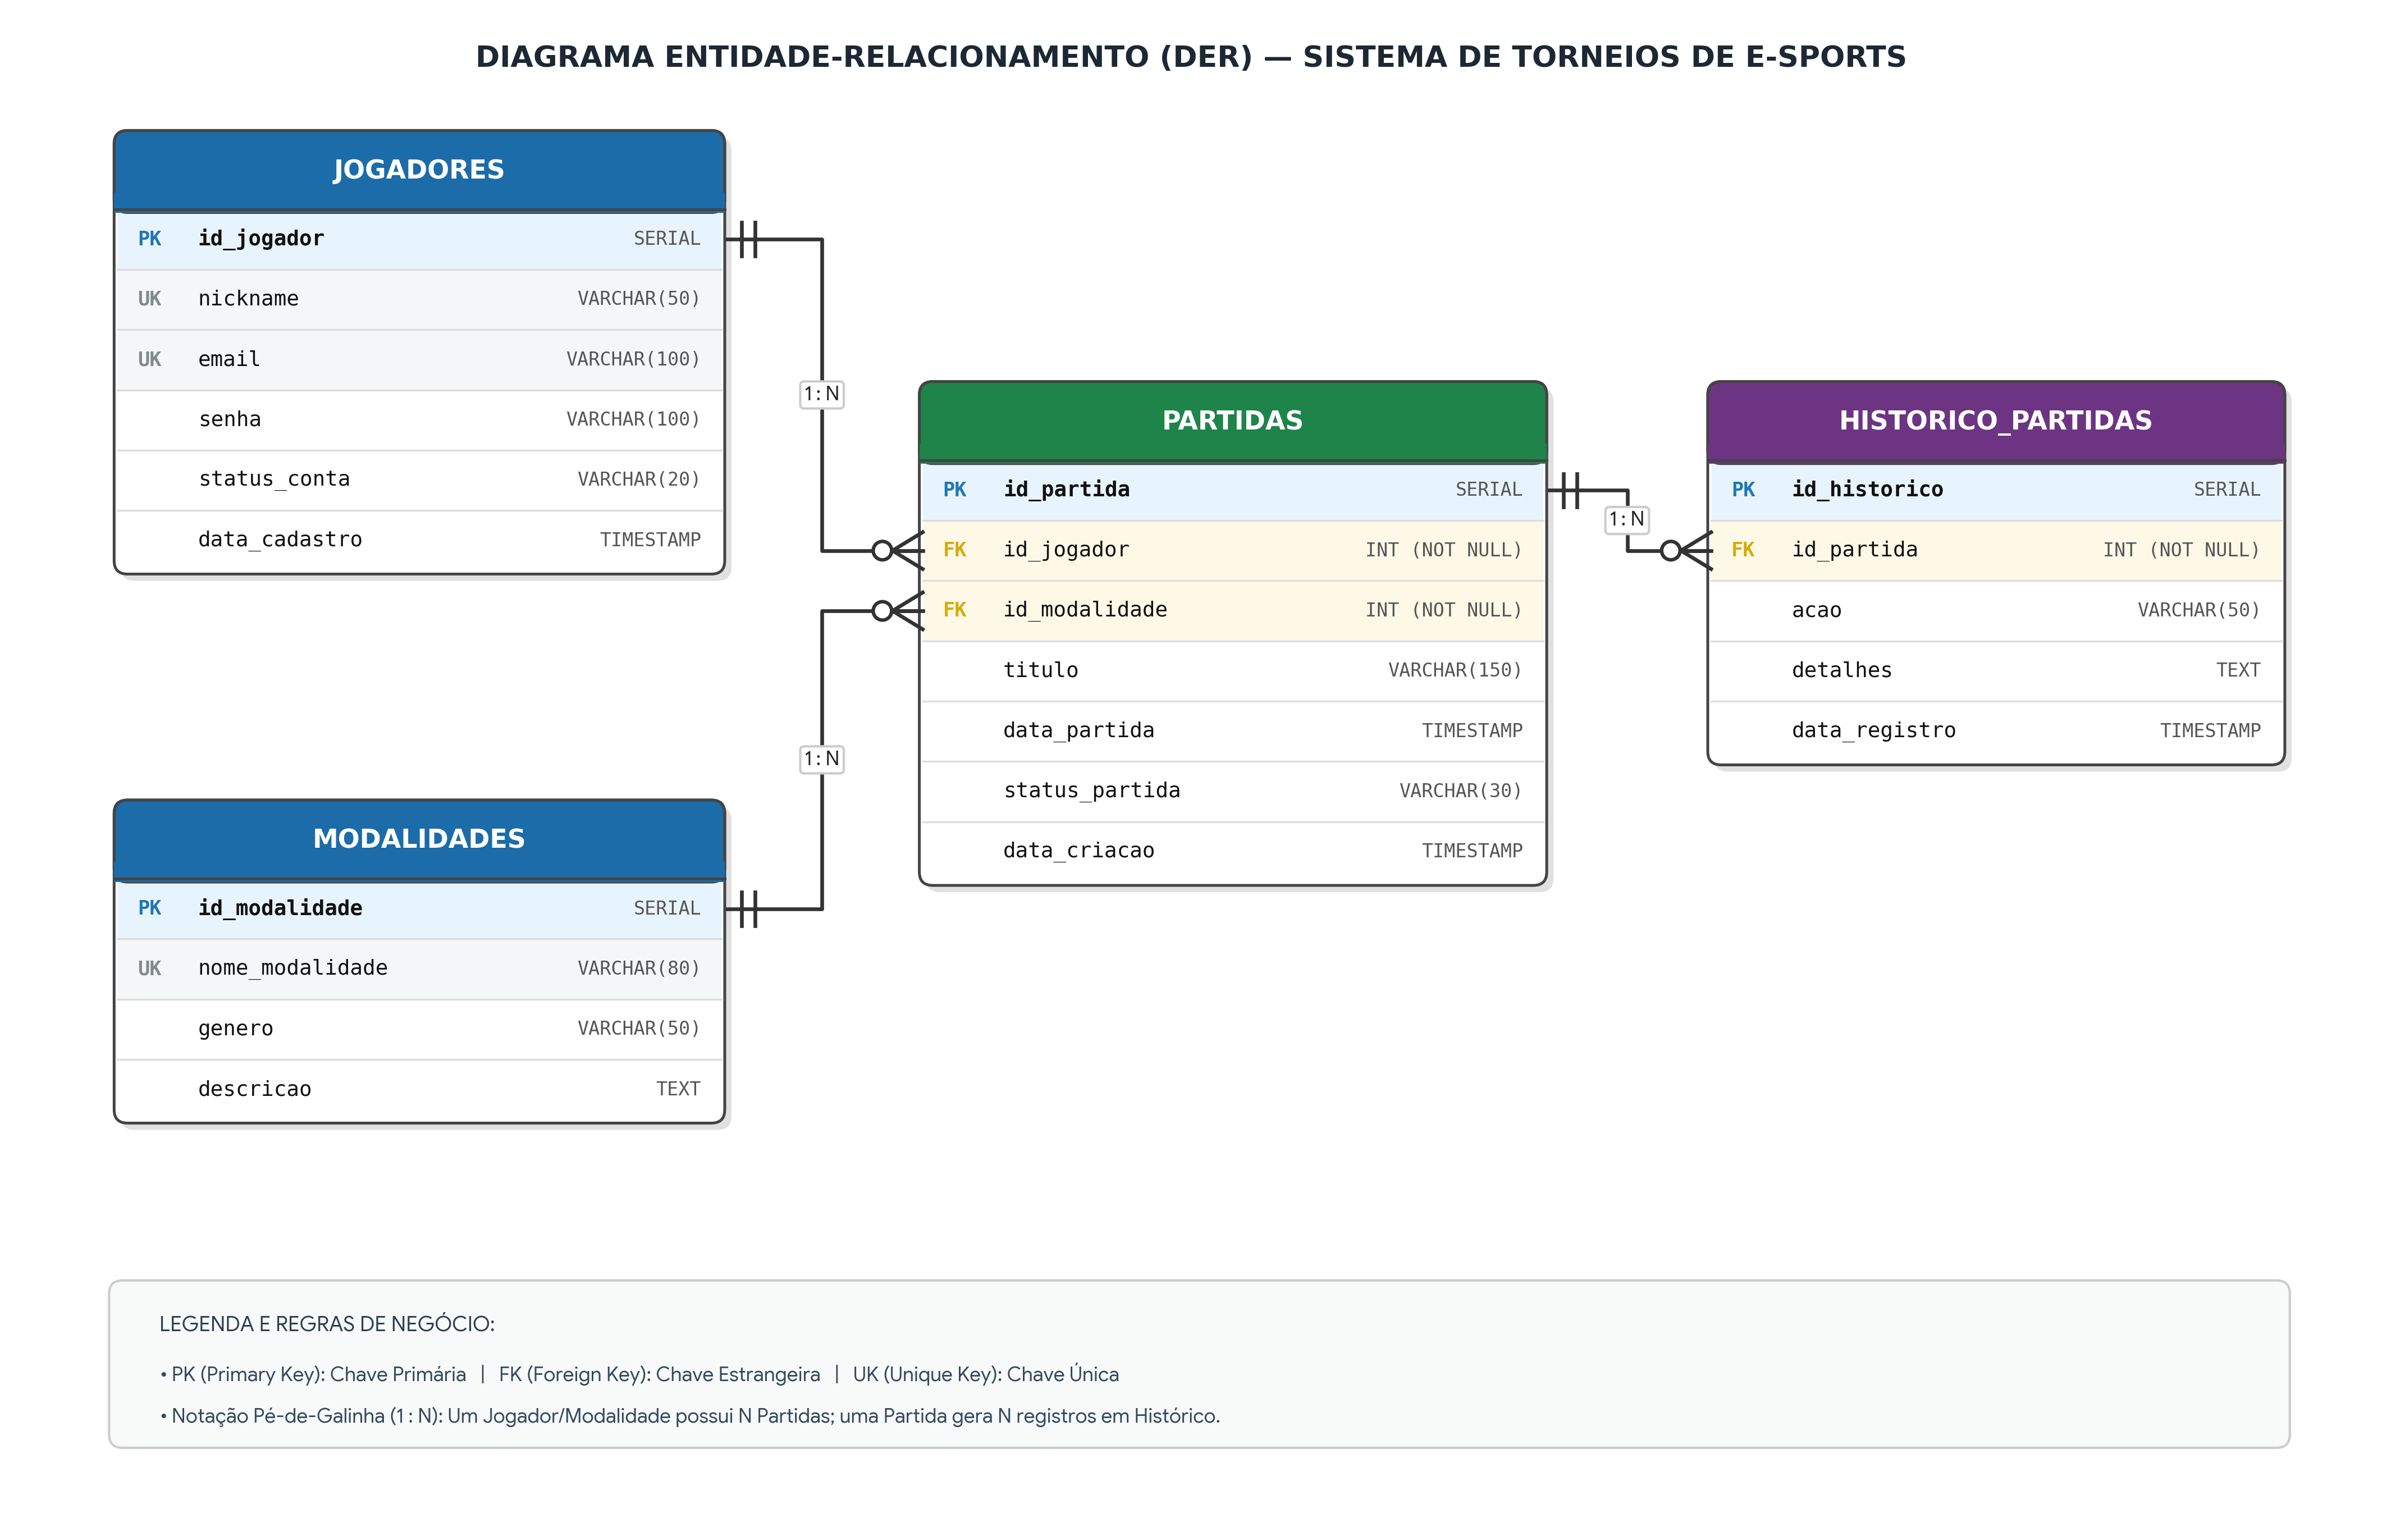 DIAGRAMA ENTIDADE-RELACIONAMENTO (DER) — SISTEMA DE TORNEIOS DE E-SPORTS
JOGADORES
PK id_jogador SERIAL
UK nickname VARCHAR(50)
UK email VARCHAR(100)
senha VARCHAR(100)
status_conta VARCHAR(20)
data_cadastro TIMESTAMP
1:N
MODALIDADES
PK id_modalidade SERIAL
UK nome_modalidade VARCHAR(80)
genero VARCHAR(50)
descricao TEXT
1:N
PARTIDAS
PK id_partida SERIAL
FK id_jogador INT (NOT NULL)
FK id_modalidade INT (NOT NULL)
titulo VARCHAR(150)
data_partida TIMESTAMP
status_partida VARCHAR(30)
data_criacao TIMESTAMP
1:N
HISTORICO_PARTIDAS
PK id_historico SERIAL
FK id_partida INT (NOT NULL)
acao VARCHAR(50)
detalhes TEXT
data_registro TIMESTAMP
LEGENDA E REGRAS DE NEGÓCIO:
• PK (Primary Key): Chave Primária | FK (Foreign Key): Chave Estrangeira | UK (Unique Key): Chave Única
• Notação Pé-de-Galinha (1 : N): Um Jogador/Modalidade possui N Partidas; uma Partida gera N registros em Histórico.